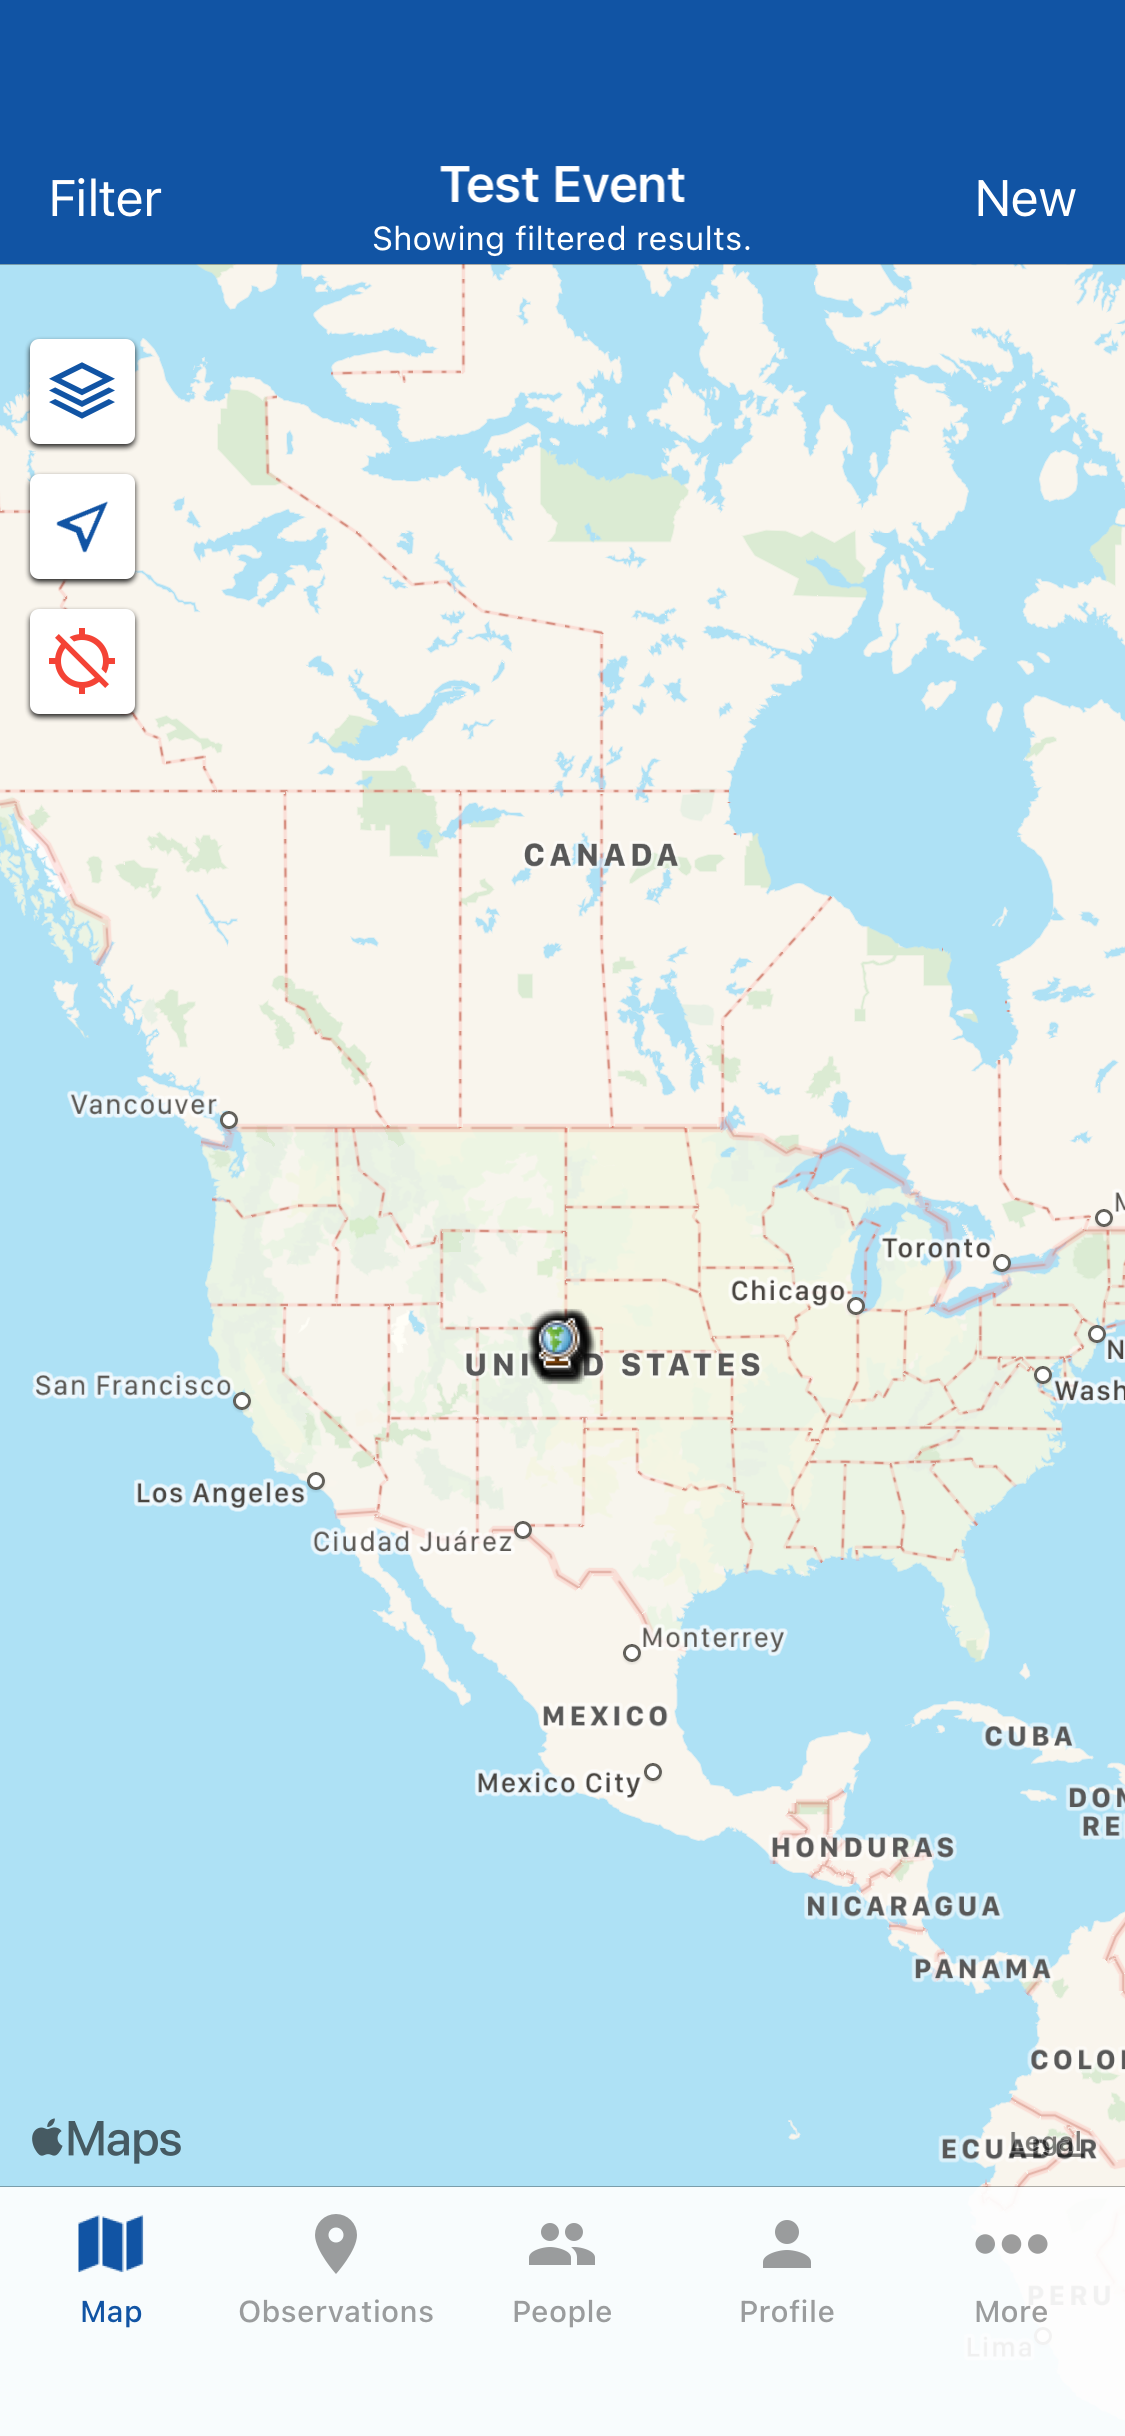 Filter
Test Event
New
Showing filtered results.
CANADA
Vancouver
Toronto
Chicago
UNI D STATES
N
San Francisco
Wash
Los Angeles
Ciudad Juárez
Monterrey
MEXICO
CUBA
Mexico City
DOM
RE
HONDURAS
NICARAGUA
PANAMA
COLO
Maps
Legal
ECUADOR
PERU
Map
Observations
People
Profile
More
Lima